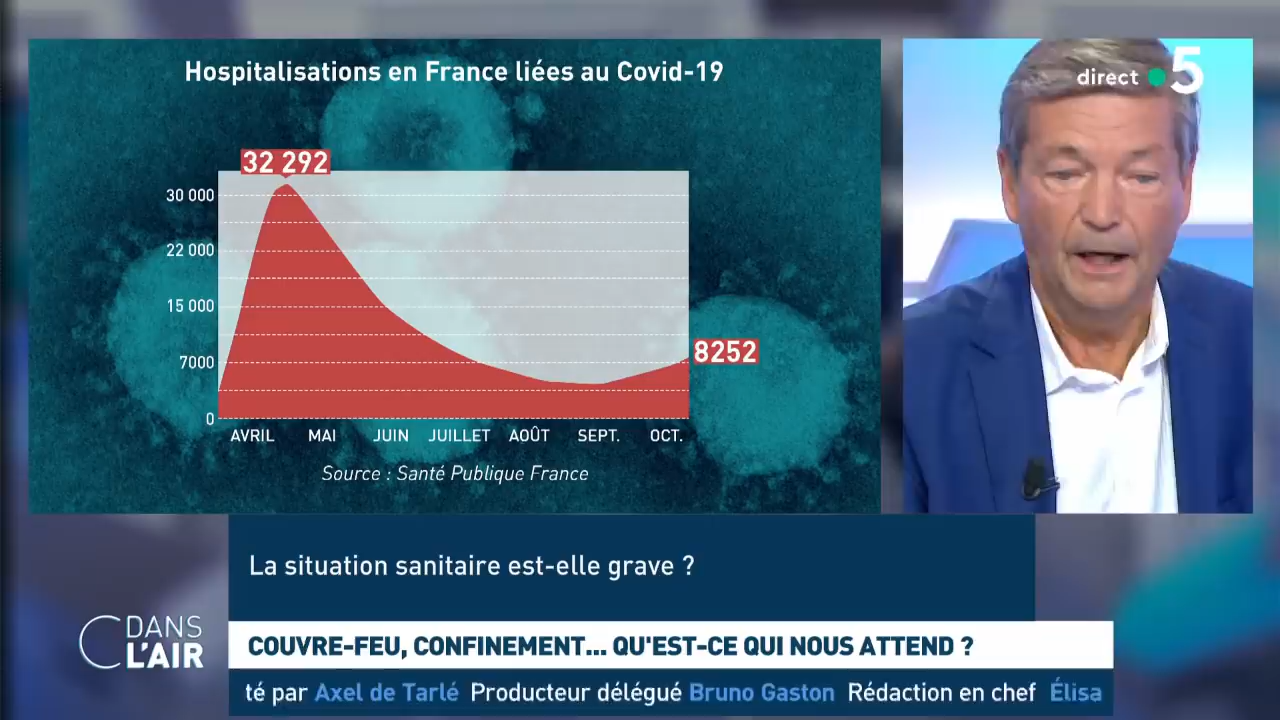 Hospitalisations en France liées au Covid-19
direct 5
32 292
30 000
22 000
15 000
7000
0
8252
AVRIL MAI JUIN JUILLET AOÛT SEPT. OCT.
Source : Santé Publique France
La situation sanitaire est-elle grave ?
C DANS L'AIR
COUVRE-FEU, CONFINEMENT... QU'EST-CE QUI NOUS ATTEND ?
té par Axel de Tarlé Producteur délégué Bruno Gaston Rédaction en chef Élisa